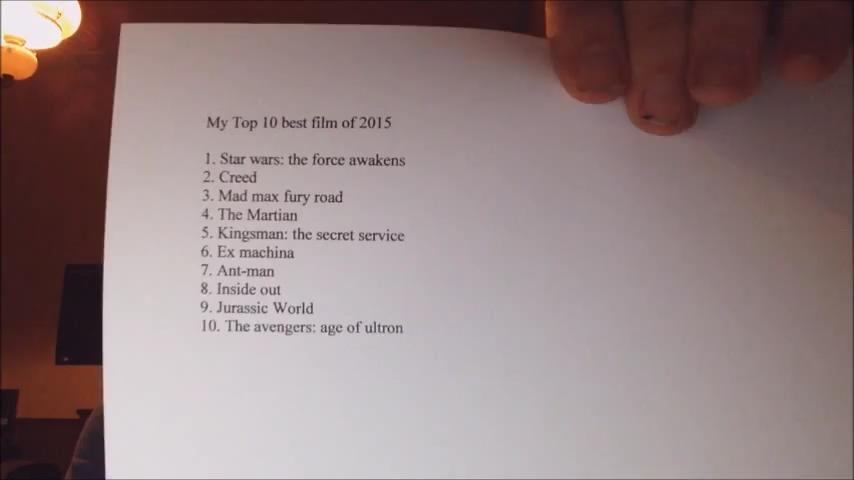 My Top 10 best film of 2015
1. Star wars: the force awakens
2. Creed
3. Mad max fury road
4. The Martian
5. Kingsman: the secret service
6. Ex machina
7. Ant-man
8. Inside out
9. Jurassic World
10. The avengers: age of ultron